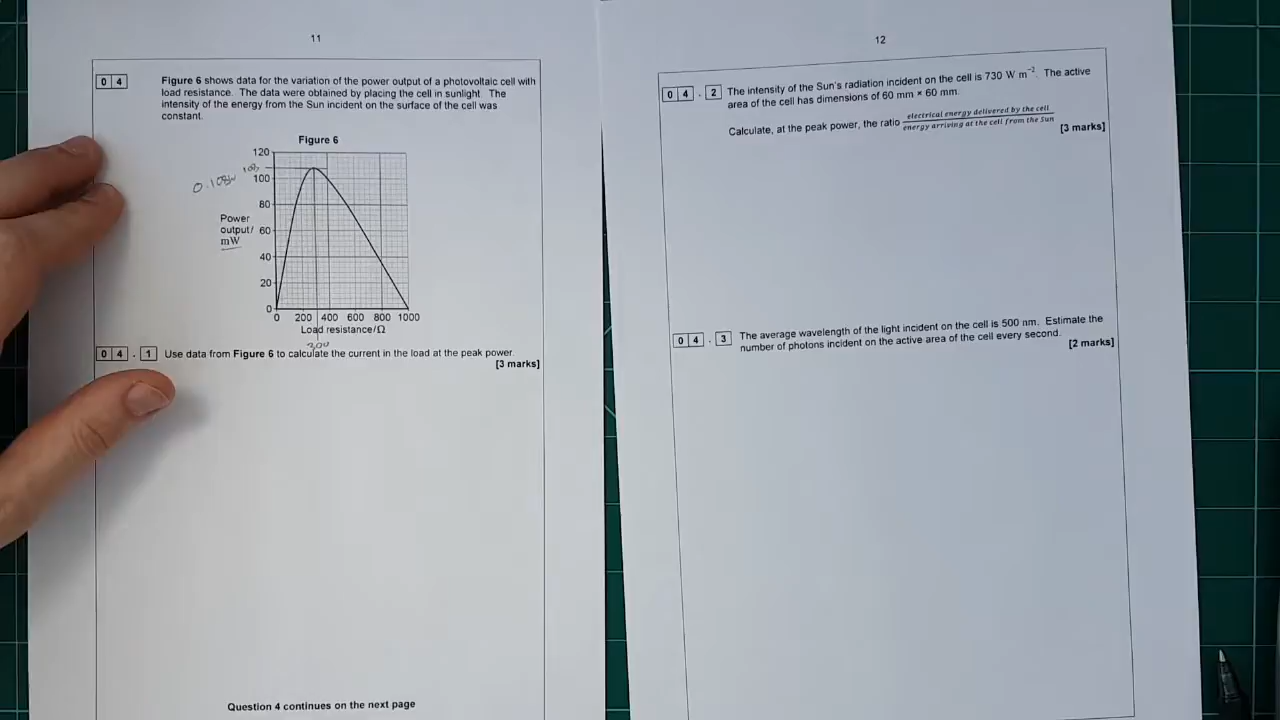 11
0 4
Figure 6 shows data for the variation of the power output of a photovoltaic cell with
load resistance. The data were obtained by placing the cell in sunlight. The
intensity of the energy from the Sun incident on the surface of the cell was
constant.
Figure 6
120
108
0.108W
100
80
Power
output/
mW
60
40
20
0
0 200 400 600 800 1000
Load resistance/Ω
300
0 4 . 1 Use data from Figure 6 to calculate the current in the load at the peak power.
[3 marks]
Question 4 continues on the next page
12
0 4 . 2 The intensity of the Sun's radiation incident on the cell is 730 W m⁻². The active
area of the cell has dimensions of 60 mm × 60 mm.
Calculate, at the peak power, the ratio electrical energy delivered by the cell
energy arriving at the cell from the Sun
[3 marks]
0 4 . 3 The average wavelength of the light incident on the cell is 500 nm. Estimate the
number of photons incident on the active area of the cell every second.
[2 marks]